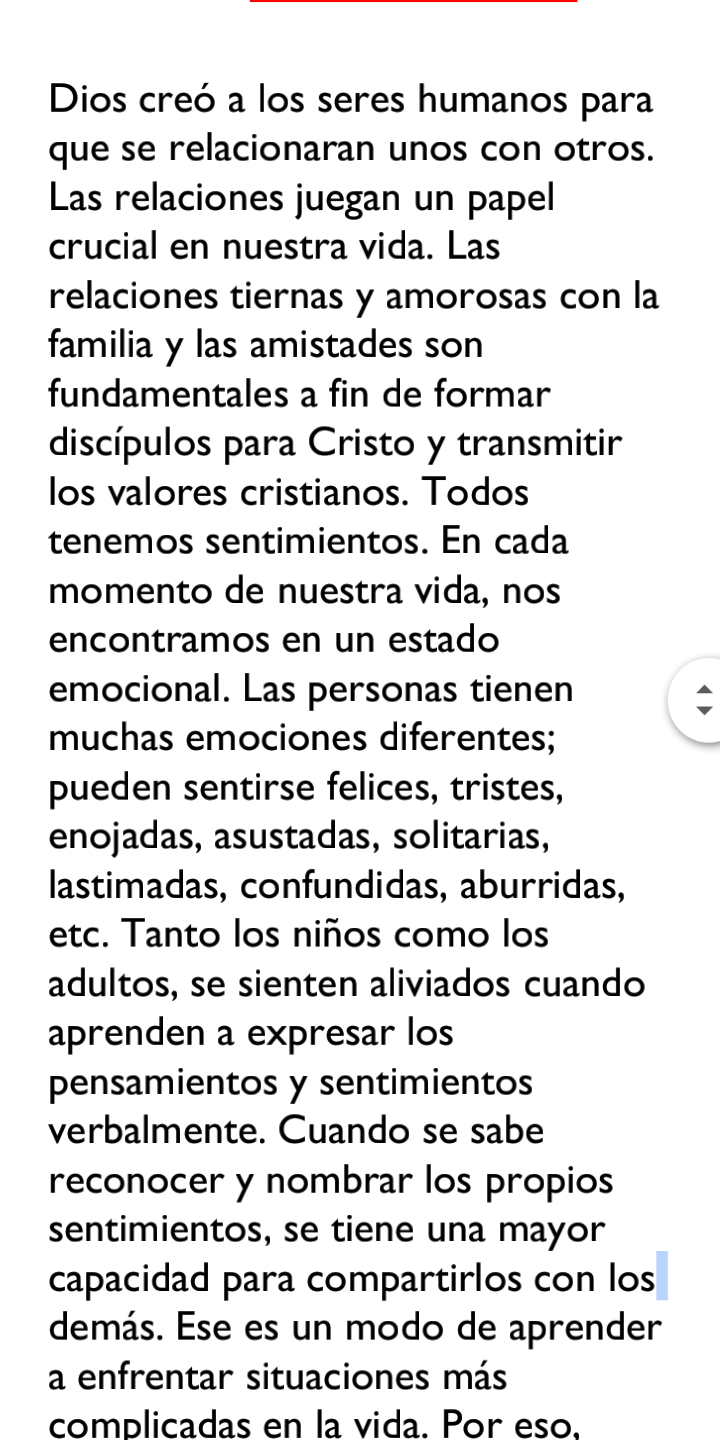 Dios creó a los seres humanos para
que se relacionaran unos con otros.
Las relaciones juegan un papel
crucial en nuestra vida. Las
relaciones tiernas y amorosas con la
familia y las amistades son
fundamentales a fin de formar
discípulos para Cristo y transmitir
los valores cristianos. Todos
tenemos sentimientos. En cada
momento de nuestra vida, nos
encontramos en un estado
emocional. Las personas tienen
muchas emociones diferentes;
pueden sentirse felices, tristes,
enojadas, asustadas, solitarias,
lastimadas, confundidas, aburridas,
etc. Tanto los niños como los
adultos, se sienten aliviados cuando
aprenden a expresar los
pensamientos y sentimientos
verbalmente. Cuando se sabe
reconocer y nombrar los propios
sentimientos, se tiene una mayor
capacidad para compartirlos con los
demás. Ese es un modo de aprender
a enfrentar situaciones más
complicadas en la vida. Por eso,